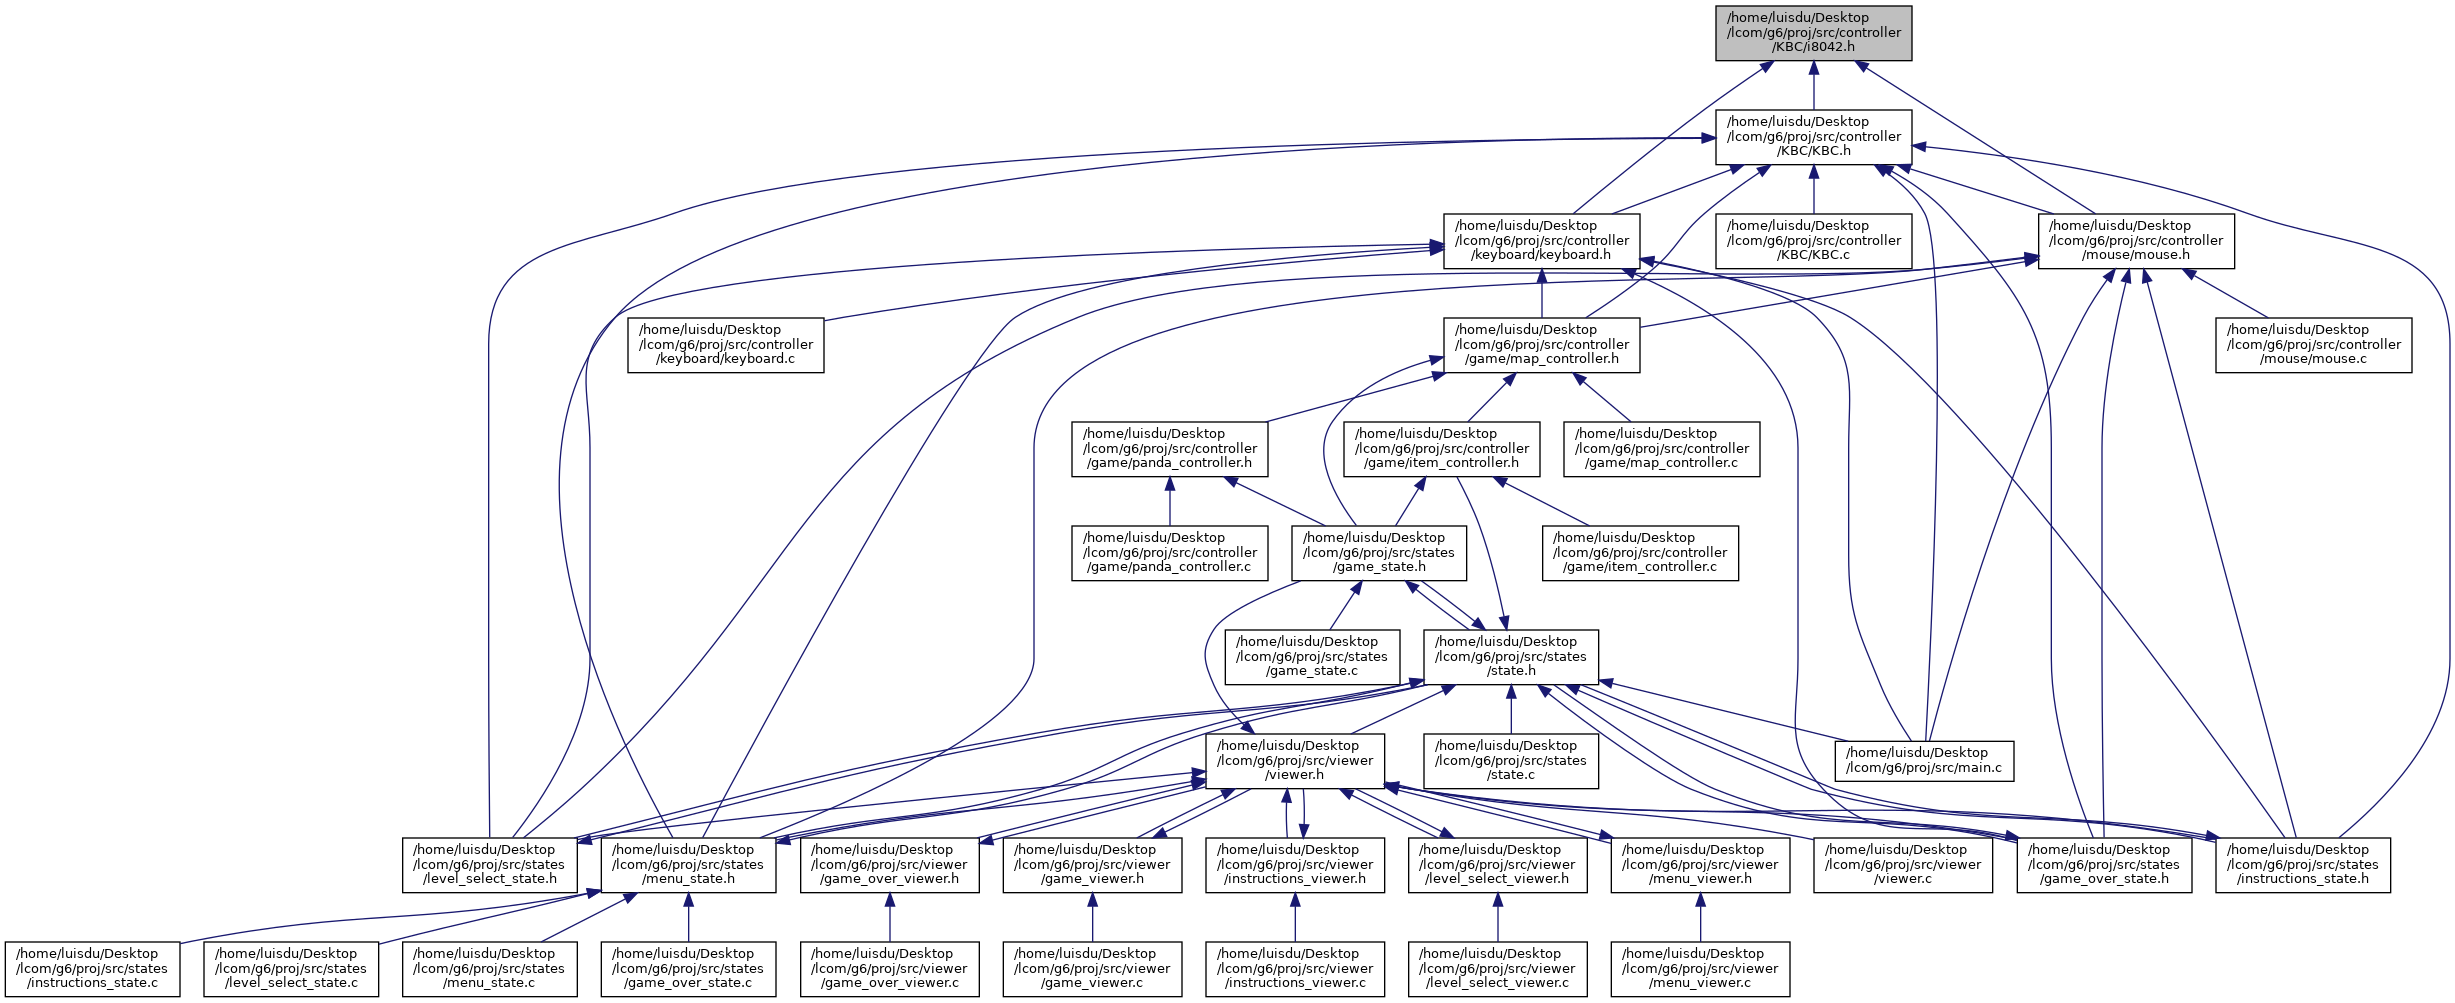 /home/luisdu/Desktop
/lcom/g6/proj/src/controller
/KBC/i8042.h
/home/luisdu/Desktop
/lcom/g6/proj/src/controller
/KBC/KBC.h
/home/luisdu/Desktop
/lcom/g6/proj/src/controller
/keyboard/keyboard.h
/home/luisdu/Desktop
/lcom/g6/proj/src/controller
/KBC/KBC.c
/home/luisdu/Desktop
/lcom/g6/proj/src/controller
/mouse/mouse.h
/home/luisdu/Desktop
/lcom/g6/proj/src/controller
/keyboard/keyboard.c
/home/luisdu/Desktop
/lcom/g6/proj/src/controller
/game/map_controller.h
/home/luisdu/Desktop
/lcom/g6/proj/src/controller
/mouse/mouse.c
/home/luisdu/Desktop
/lcom/g6/proj/src/controller
/game/panda_controller.h
/home/luisdu/Desktop
/lcom/g6/proj/src/controller
/game/item_controller.h
/home/luisdu/Desktop
/lcom/g6/proj/src/controller
/game/map_controller.c
/home/luisdu/Desktop
/lcom/g6/proj/src/controller
/game/panda_controller.c
/home/luisdu/Desktop
/lcom/g6/proj/src/states
/game_state.h
/home/luisdu/Desktop
/lcom/g6/proj/src/controller
/game/item_controller.c
/home/luisdu/Desktop
/lcom/g6/proj/src/states
/game_state.c
/home/luisdu/Desktop
/lcom/g6/proj/src/states
/state.h
/home/luisdu/Desktop
/lcom/g6/proj/src/viewer
/viewer.h
/home/luisdu/Desktop
/lcom/g6/proj/src/states
/state.c
/home/luisdu/Desktop
/lcom/g6/proj/src/main.c
/home/luisdu/Desktop
/lcom/g6/proj/src/states
/level_select_state.h
/home/luisdu/Desktop
/lcom/g6/proj/src/states
/menu_state.h
/home/luisdu/Desktop
/lcom/g6/proj/src/viewer
/game_over_viewer.h
/home/luisdu/Desktop
/lcom/g6/proj/src/viewer
/game_viewer.h
/home/luisdu/Desktop
/lcom/g6/proj/src/viewer
/instructions_viewer.h
/home/luisdu/Desktop
/lcom/g6/proj/src/viewer
/level_select_viewer.h
/home/luisdu/Desktop
/lcom/g6/proj/src/viewer
/menu_viewer.h
/home/luisdu/Desktop
/lcom/g6/proj/src/viewer
/viewer.c
/home/luisdu/Desktop
/lcom/g6/proj/src/states
/game_over_state.h
/home/luisdu/Desktop
/lcom/g6/proj/src/states
/instructions_state.h
/home/luisdu/Desktop
/lcom/g6/proj/src/states
/instructions_state.c
/home/luisdu/Desktop
/lcom/g6/proj/src/states
/level_select_state.c
/home/luisdu/Desktop
/lcom/g6/proj/src/states
/menu_state.c
/home/luisdu/Desktop
/lcom/g6/proj/src/states
/game_over_state.c
/home/luisdu/Desktop
/lcom/g6/proj/src/viewer
/game_over_viewer.c
/home/luisdu/Desktop
/lcom/g6/proj/src/viewer
/game_viewer.c
/home/luisdu/Desktop
/lcom/g6/proj/src/viewer
/instructions_viewer.c
/home/luisdu/Desktop
/lcom/g6/proj/src/viewer
/level_select_viewer.c
/home/luisdu/Desktop
/lcom/g6/proj/src/viewer
/menu_viewer.c